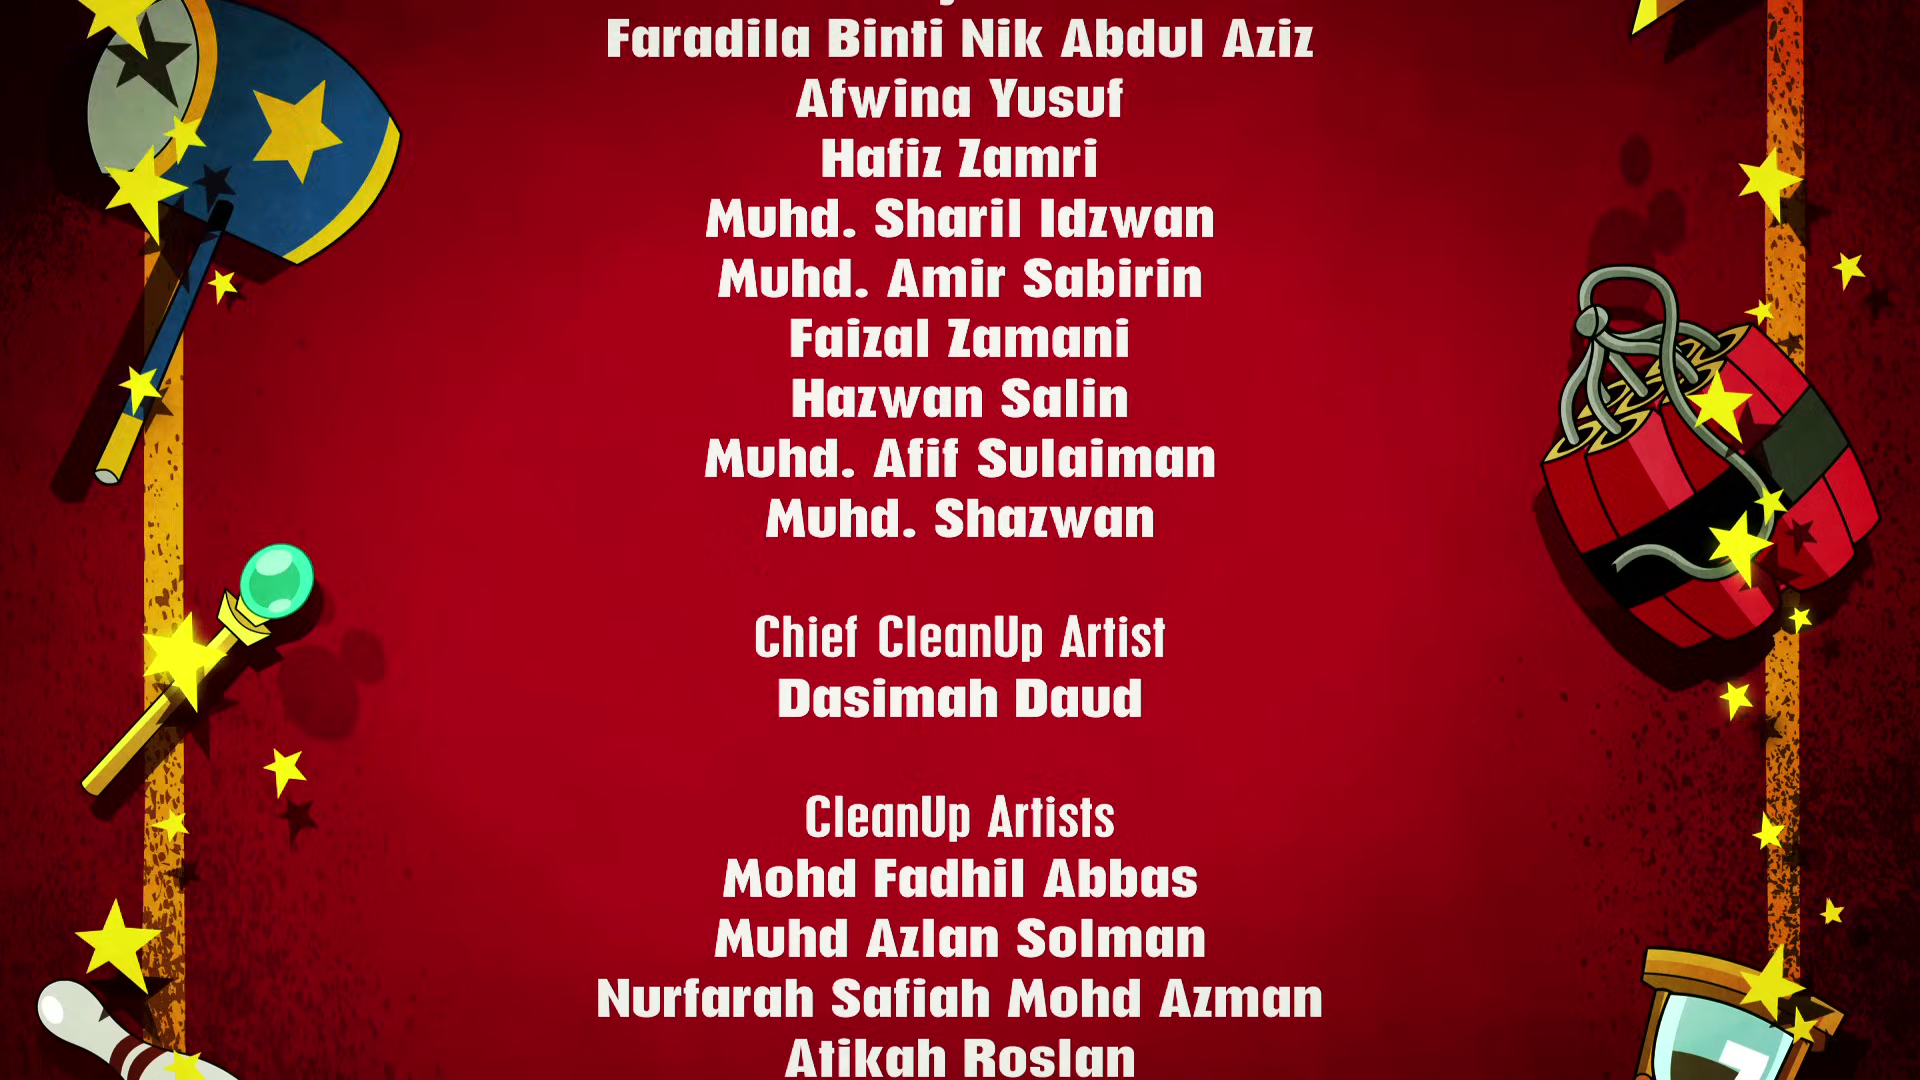 Faradila Binti Nik Abdul Aziz
Afwina Yusuf
Hafiz Zamri
Muhd. Sharil Idzwan
Muhd. Amir Sabirin
Faizal Zamani
Hazwan Salin
Muhd. Afif Sulaiman
Muhd. Shazwan
Chief CleanUp Artist
Dasimah Daud
CleanUp Artists
Mohd Fadhil Abbas
Muhd Azlan Solman
Nurfarah Safiah Mohd Azman
Atikah Roslan